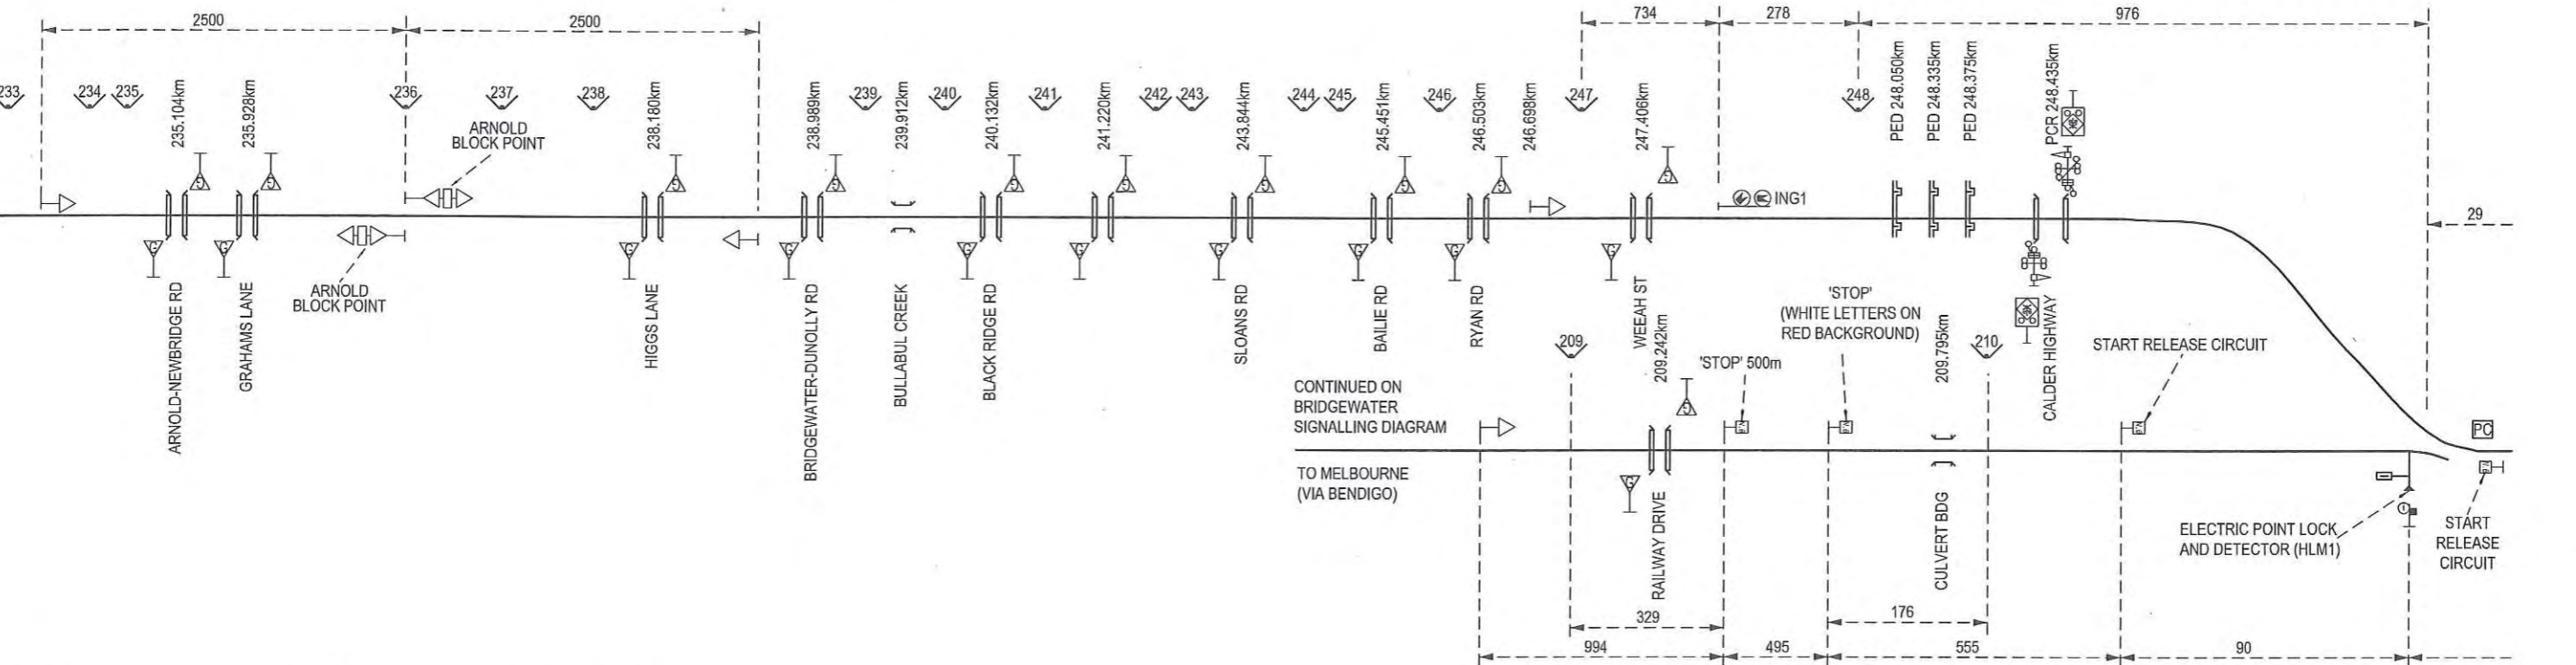 2500
2500
734
278
976
233
234
235
235.104km
235.928km
236
237
238
238.180km
238.989km
239
239.912km
240
240.132km
241
241.220km
242
243
243.844km
244
245
245.451km
246
246.503km
246.698km
247
247.406km
248
PED 248.050km
PED 248.335km
PED 248.375km
PCR 248.435km
ARNOLD
BLOCK POINT
G
G
G
G
G
G
G
G
G
G
ING1
29
G
G
G
G
G
G
G
G
G
G
ARNOLD
BLOCK POINT
ARNOLD-NEWBRIDGE RD
GRAHAMS LANE
HIGGS LANE
BRIDGEWATER-DUNOLLY RD
BULLABUL CREEK
BLACK RIDGE RD
SLOANS RD
BAILIE RD
RYAN RD
WEEAH ST
CALDER HIGHWAY
209
209.242km
'STOP' 500m
'STOP'
(WHITE LETTERS ON
RED BACKGROUND)
209.795km
210
START RELEASE CIRCUIT
CONTINUED ON
BRIDGEWATER
SIGNALLING DIAGRAM
TO MELBOURNE
(VIA BENDIGO)
G
G
RAILWAY DRIVE
CULVERT BDG
PC
ELECTRIC POINT LOCK
AND DETECTOR (HLM1)
START
RELEASE
CIRCUIT
329
176
994
495
555
90